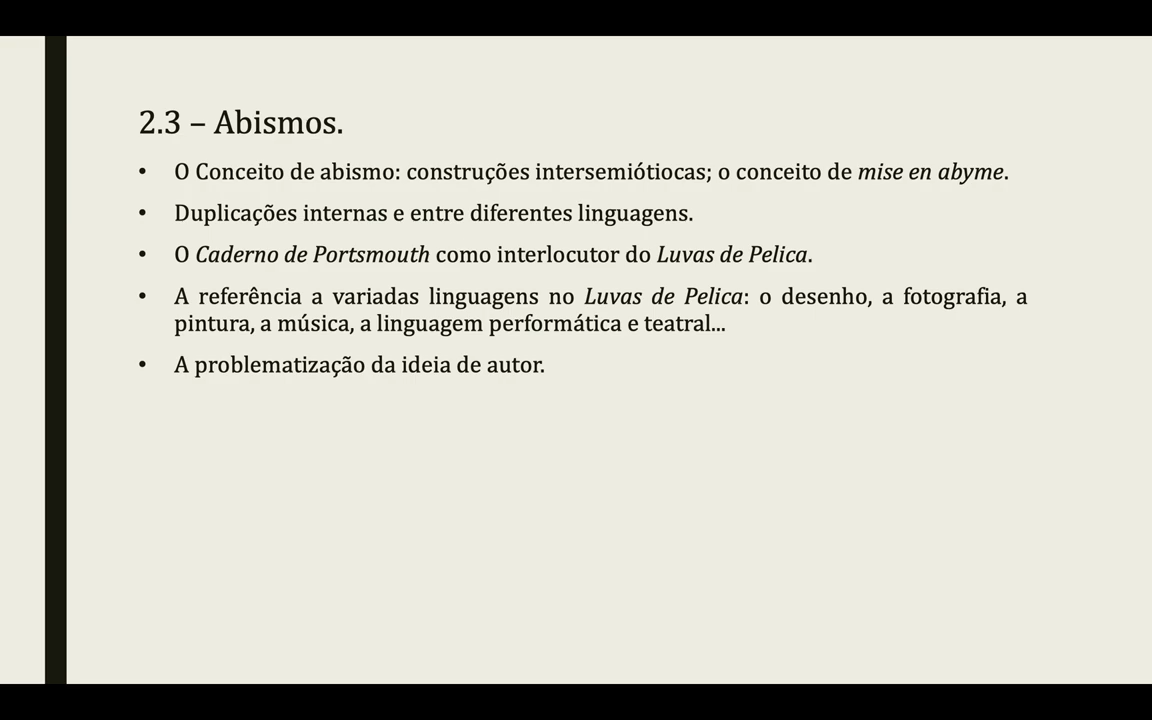 2.3 – Abismos.
• O Conceito de abismo: construções intersemiótiocas; o conceito de mise en abyme.
• Duplicações internas e entre diferentes linguagens.
• O Caderno de Portsmouth como interlocutor do Luvas de Pelica.
• A referência a variadas linguagens no Luvas de Pelica: o desenho, a fotografia, a
pintura, a música, a linguagem performática e teatral...
• A problematização da ideia de autor.